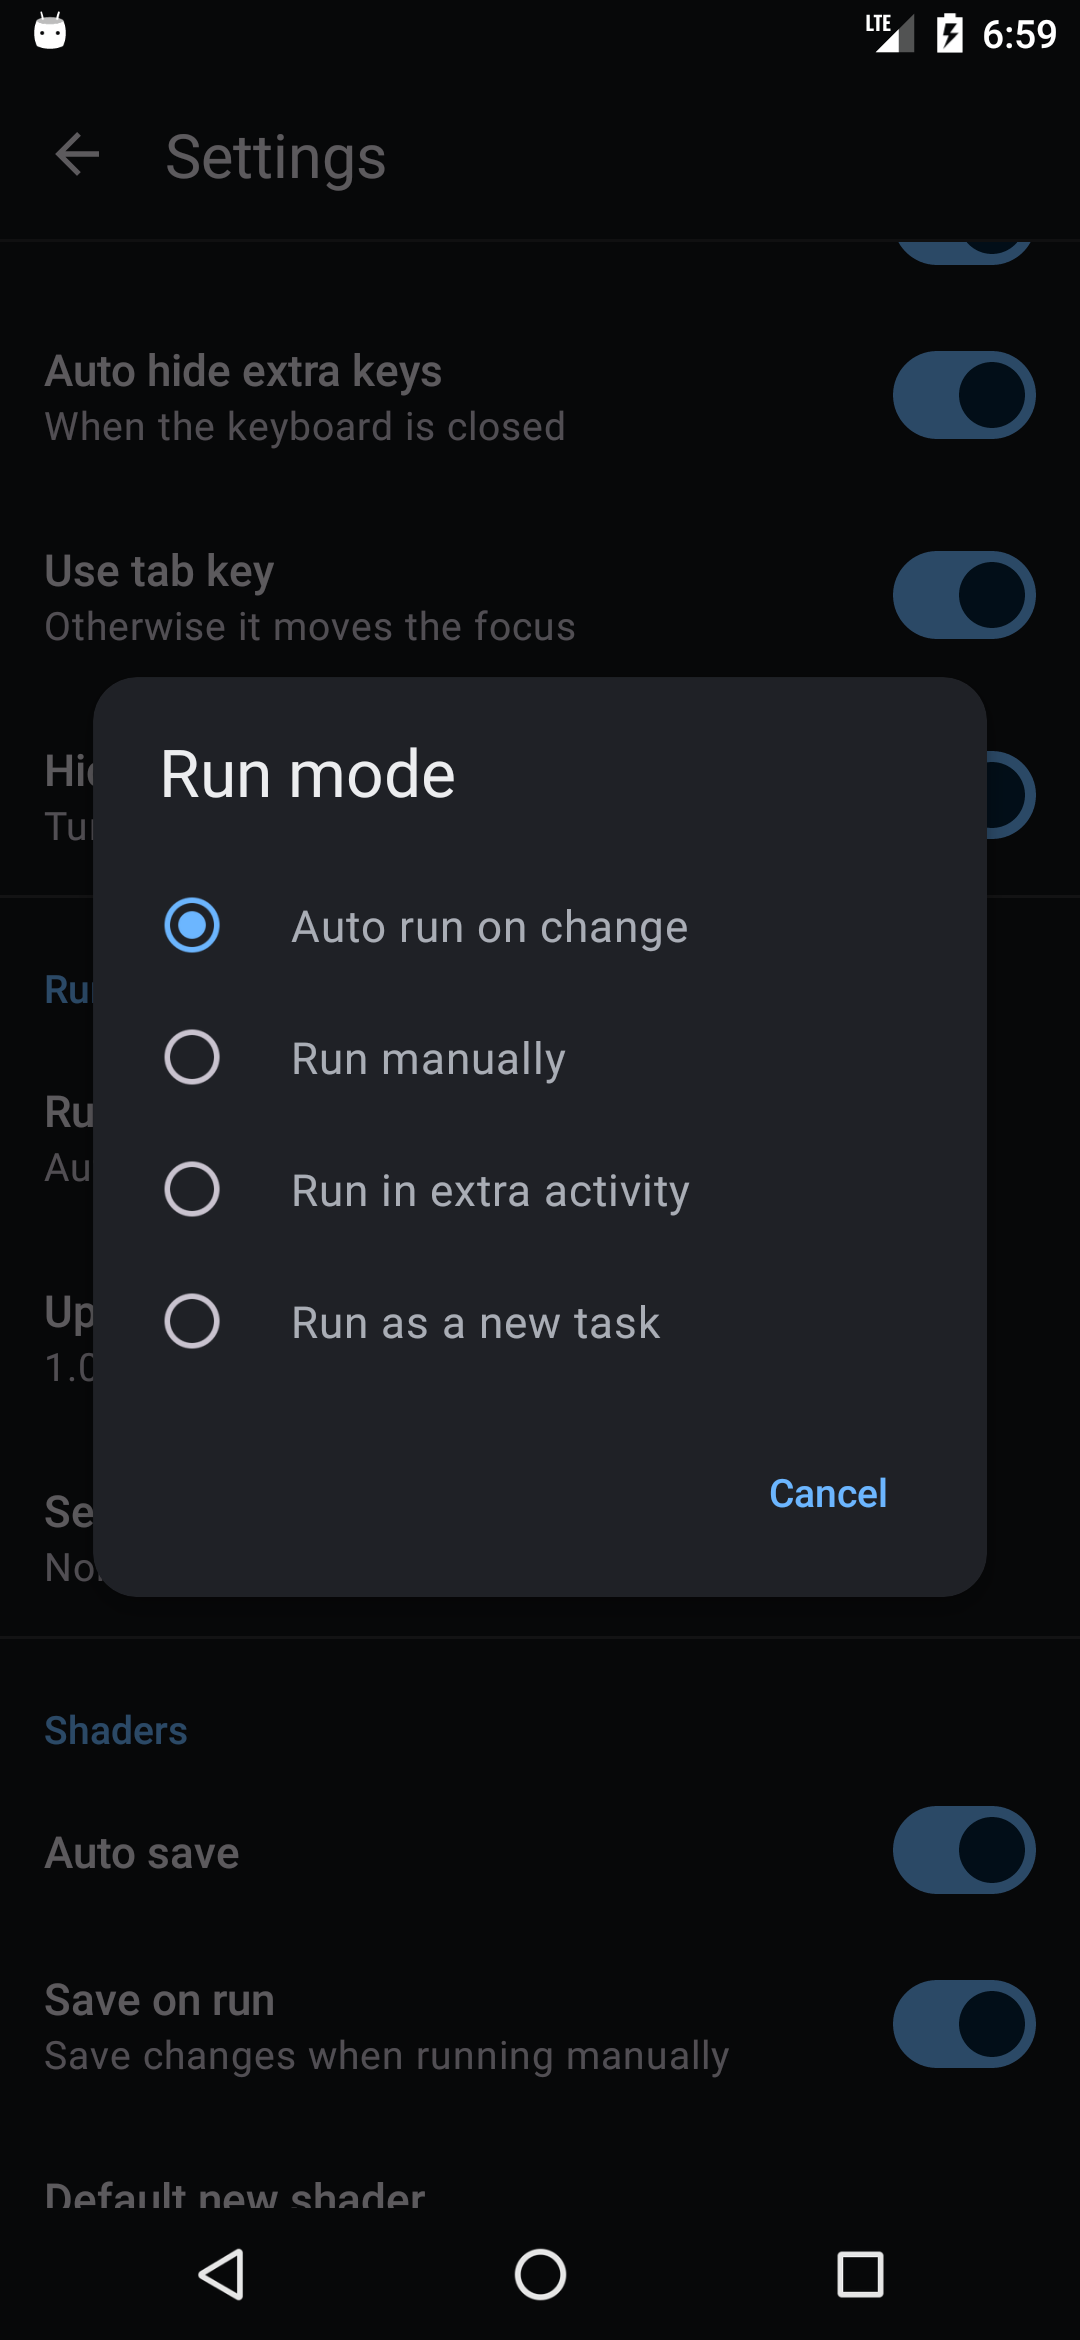 LTE 6:59
Settings
Auto hide extra keys
When the keyboard is closed
Use tab key
Otherwise it moves the focus
Run mode
Auto run on change
Run manually
Run in extra activity
Run as a new task
Cancel
Shaders
Auto save
Save on run
Save changes when running manually
Default new shader